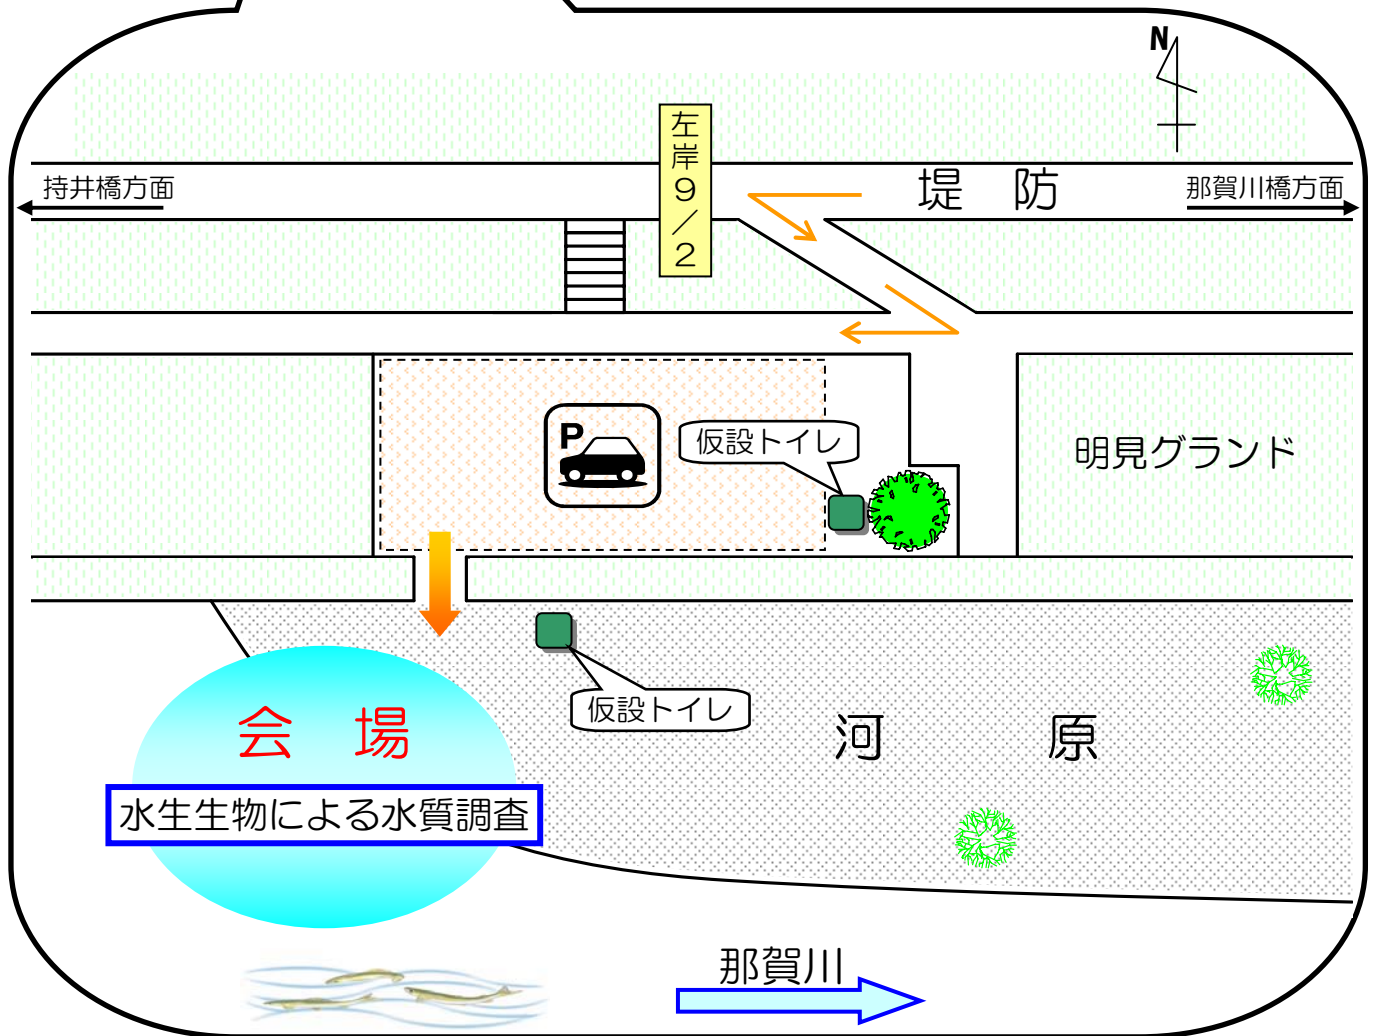 N
左岸９／２
持井橋方面
堤　防
那賀川橋方面
P
仮設トイレ
明見グランド
仮設トイレ
会　場
河　原
水生生物による水質調査
那賀川